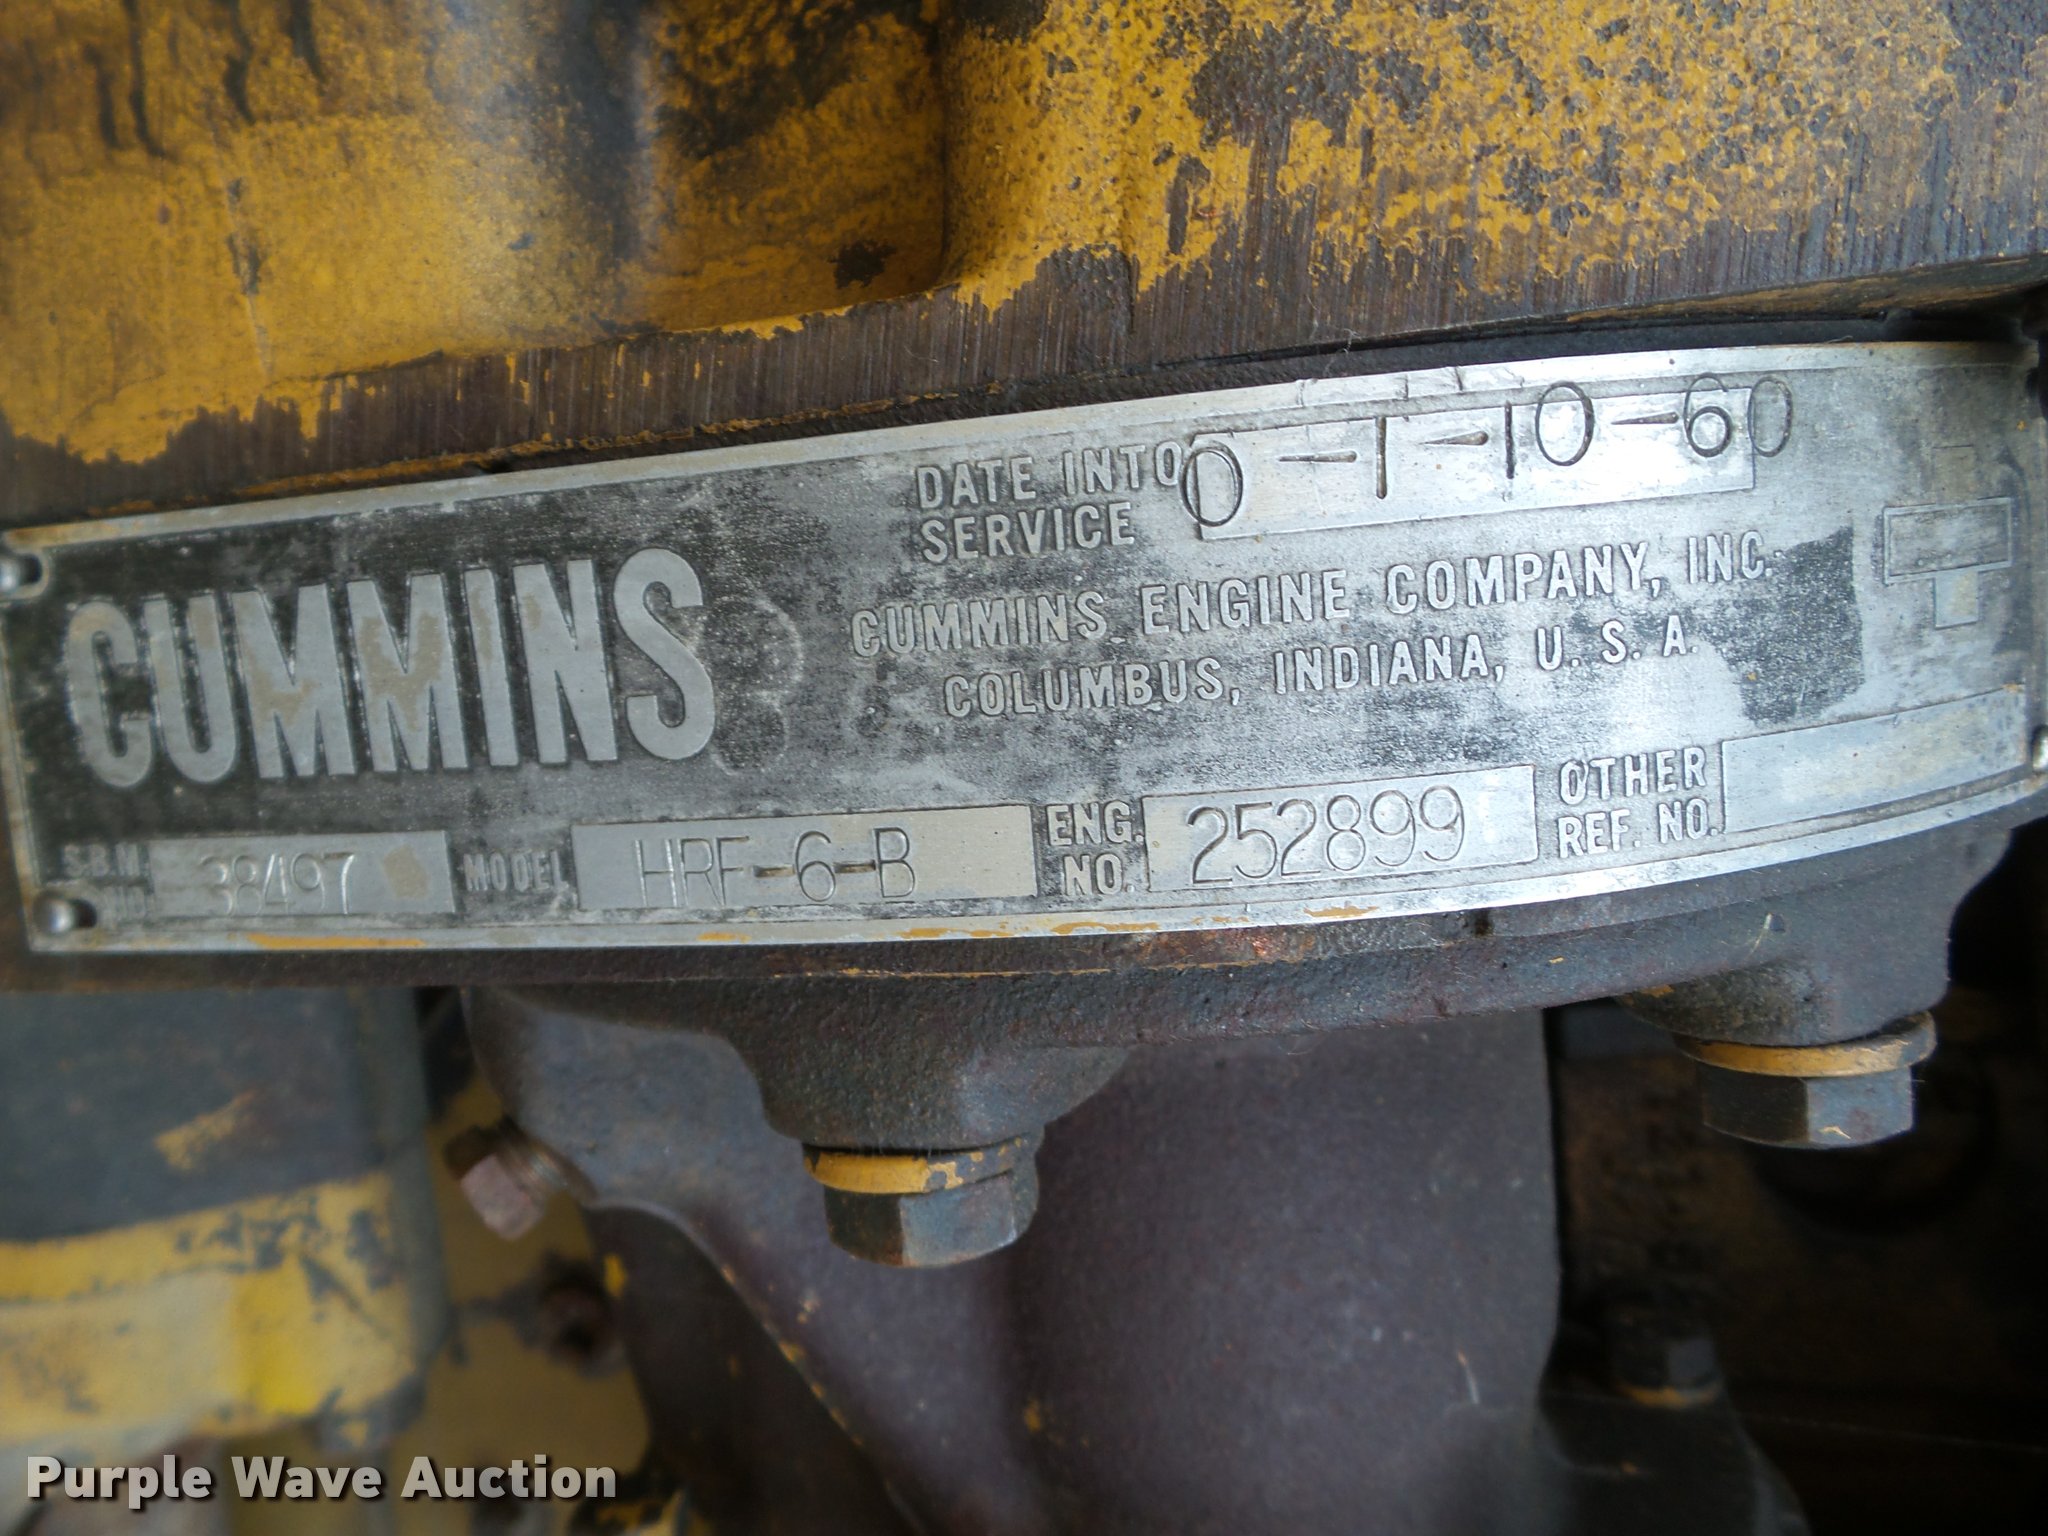 DATE INTO SERVICE 0-1-10-60
CUMMINS
CUMMINS ENGINE COMPANY, INC.
COLUMBUS, INDIANA, U. S. A.
S.B.M. NO. 38497 MODEL HRF-6-B ENG. NO. 252899 OTHER REF. NO.
Purple Wave Auction